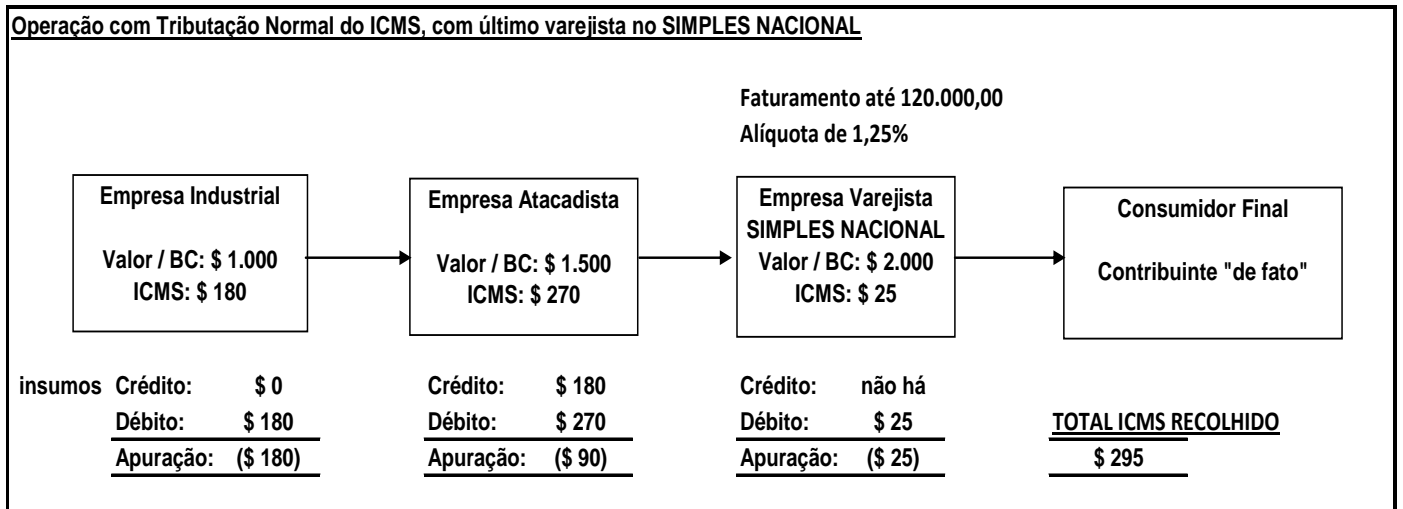 Operação com Tributação Normal do ICMS, com último varejista no SIMPLES NACIONAL
Faturamento até 120.000,00
Alíquota de 1,25%
Empresa Industrial
Valor / BC: $ 1.000
ICMS: $ 180
Empresa Atacadista
Valor / BC: $ 1.500
ICMS: $ 270
Empresa Varejista
SIMPLES NACIONAL
Valor / BC: $ 2.000
ICMS: $ 25
Consumidor Final
Contribuinte "de fato"
insumos Crédito: $ 0
Débito: $ 180
Apuração: ($ 180)
Crédito: $ 180
Débito: $ 270
Apuração: ($ 90)
Crédito: não há
Débito: $ 25
Apuração: ($ 25)
TOTAL ICMS RECOLHIDO
$ 295